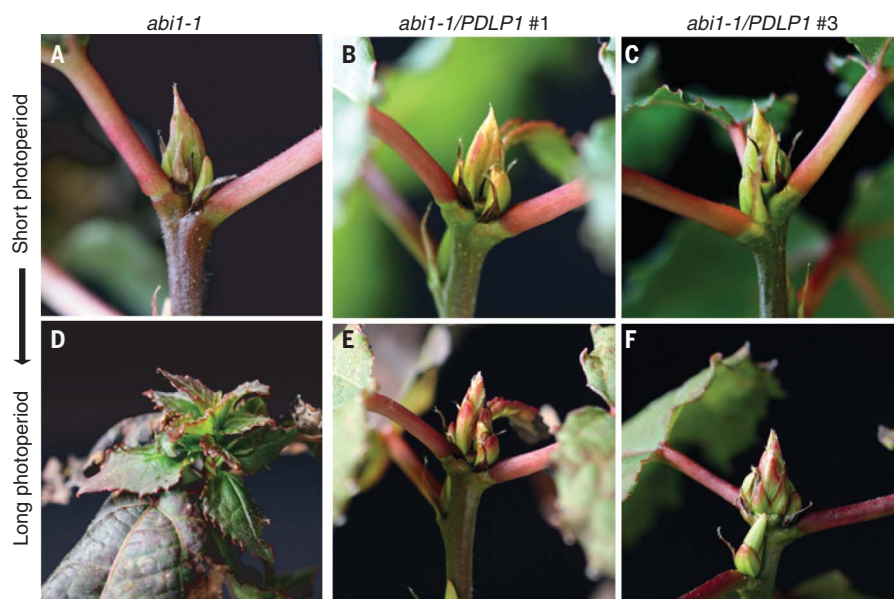 abi1-1
abi1-1/PDLP1 #1
abi1-1/PDLP1 #3
A
B
C
Short photoperiod
D
E
F
Long photoperiod